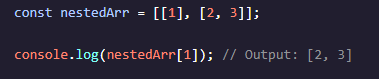 const nestedArr = [[1], [2, 3]];
console.log(nestedArr[1]); // Output: [2, 3]